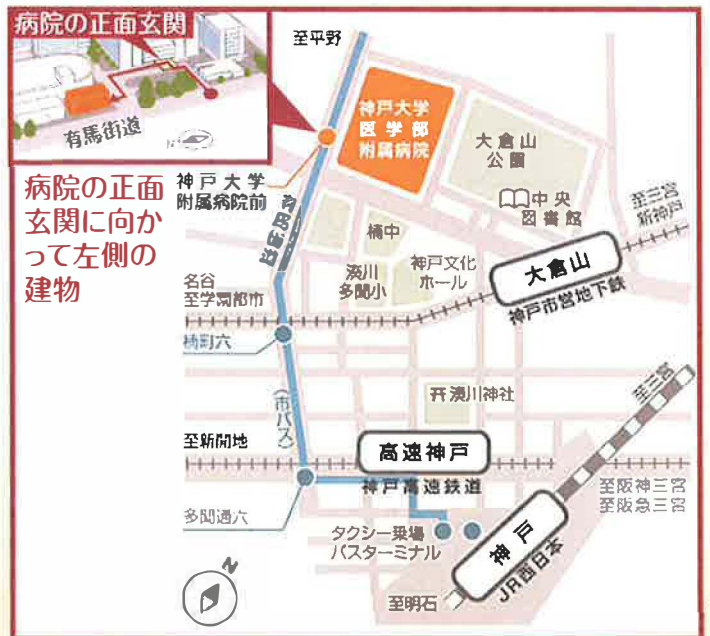 病院の正面玄関
有馬街道
N
病院の正面
玄関に向か
って左側の
建物
至平野
神戸大学
医学部
附属病院
大倉山
公園
中央
図書館
至三宮
新神戸
神戸大学
附属病院前
有馬街道
橘中
湊川
多聞小
神戸文化
ホール
大倉山
神戸市営地下鉄
名谷
至学園都市
橘町六
(市バス)
湊川神社
至三宮
至新開地
高速神戸
神戸高速鉄道
至阪神三宮
至阪急三宮
多聞通六
タクシー乗場
バスターミナル
神戸
JR西日本
至明石
N